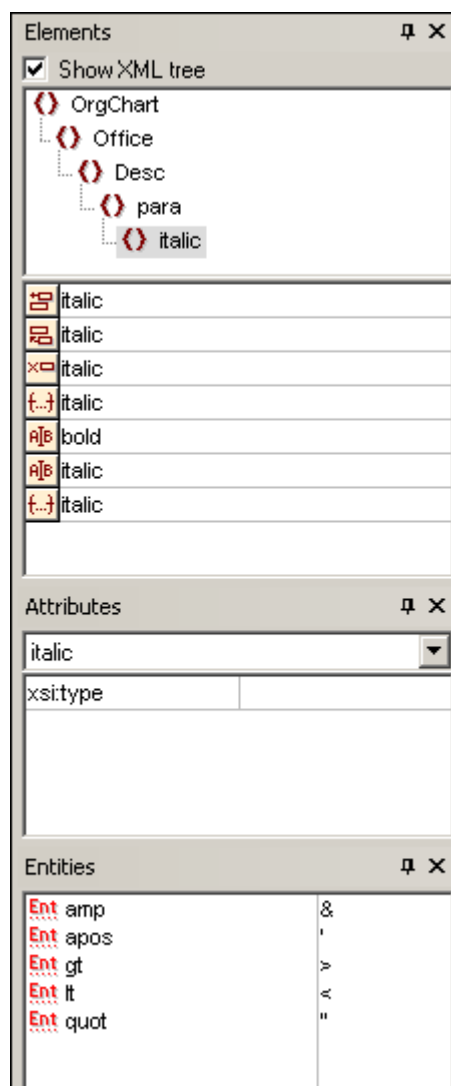 Elements
Show XML tree
OrgChart
Office
Desc
para
italic
italic
italic
italic
italic
bold
italic
italic
Attributes
italic
xsi:type
Entities
Ent amp &
Ent apos '
Ent gt >
Ent lt <
Ent quot "